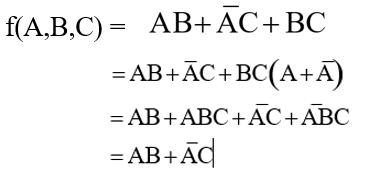 f(A,B,C) = AB + A̅C + BC
= AB + A̅C + BC(A + A̅)
= AB + ABC + A̅C + A̅BC
= AB + A̅C